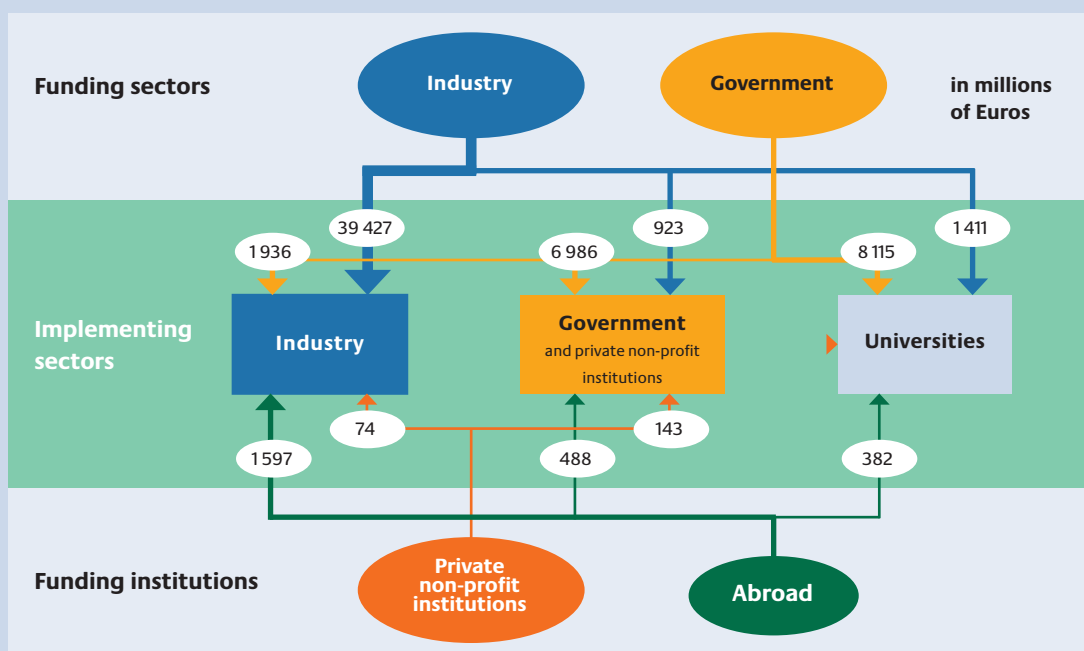 Funding sectors
Industry
Government
in millions
of Euros
39 427
923
1 411
1 936
6 986
8 115
Implementing
sectors
Industry
Government
and private non-profit
institutions
Universities
74
143
1 597
488
382
Funding institutions
Private
non-profit
institutions
Abroad